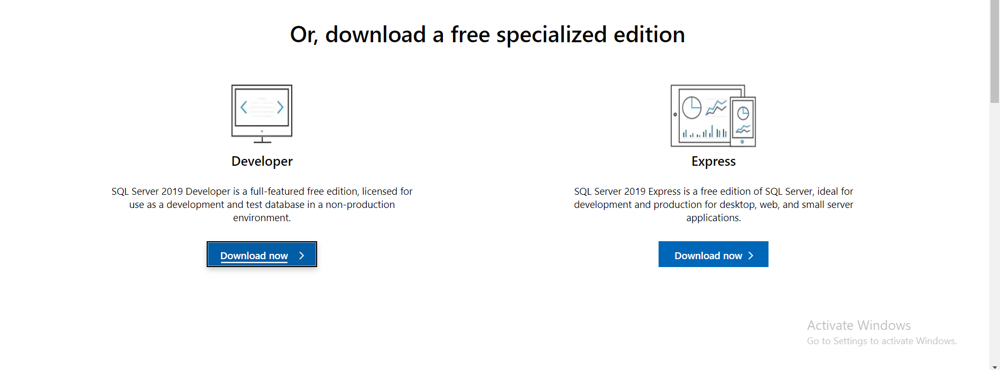 Or, download a free specialized edition
Developer
SQL Server 2019 Developer is a full-featured free edition, licensed for
use as a development and test database in a non-production
environment.
Download now
Express
SQL Server 2019 Express is a free edition of SQL Server, ideal for
development and production for desktop, web, and small server
applications.
Download now
Activate Windows
Go to Settings to activate Windows.